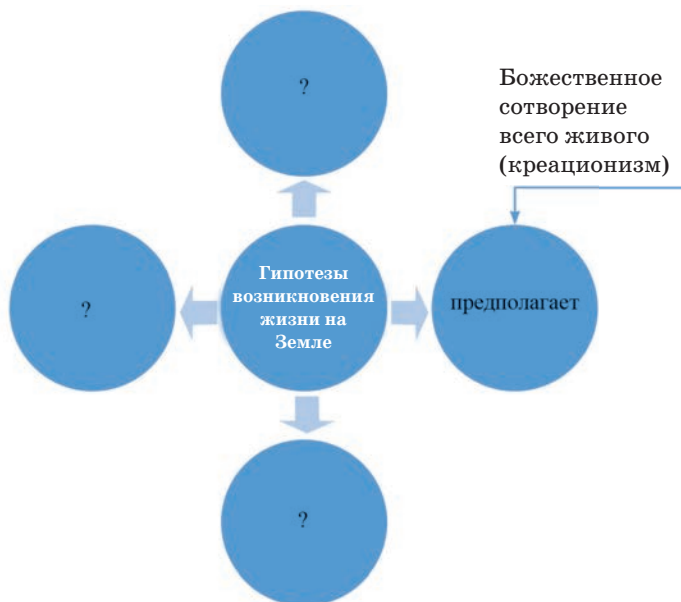 ?
Божественное
сотворение
всего живого
(креационизм)
?
Гипотезы
возникновения
жизни на
Земле
предполагает
?